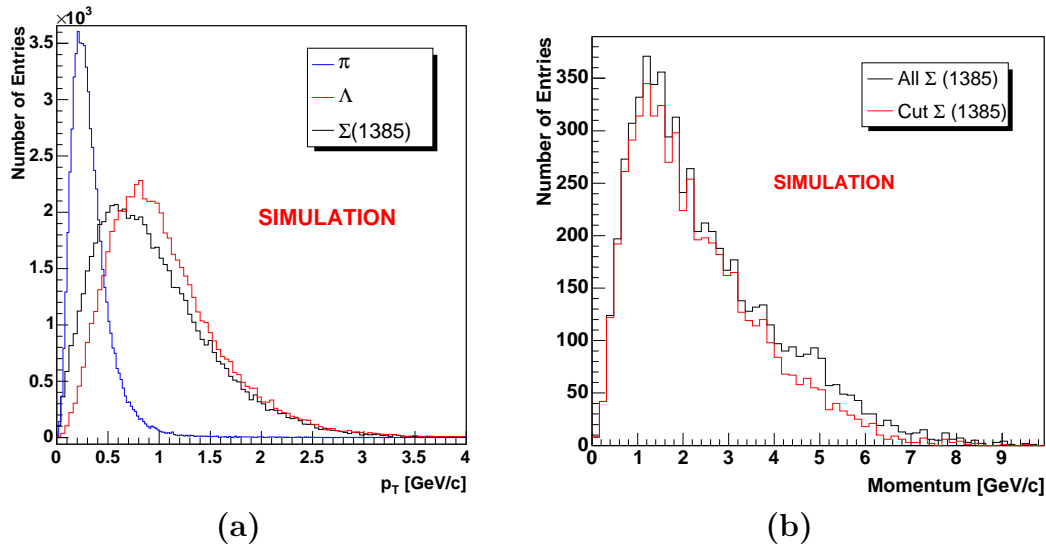 ×10³
Number of Entries
3.5
3
2.5
2
1.5
1
0.5
0
π
Λ
Σ(1385)
SIMULATION
0 0.5 1 1.5 2 2.5 3 3.5 4
p_T [GeV/c]
(a)
Number of Entries
350
300
250
200
150
100
50
0
All Σ (1385)
Cut Σ (1385)
SIMULATION
0 1 2 3 4 5 6 7 8 9
Momentum [GeV/c]
(b)